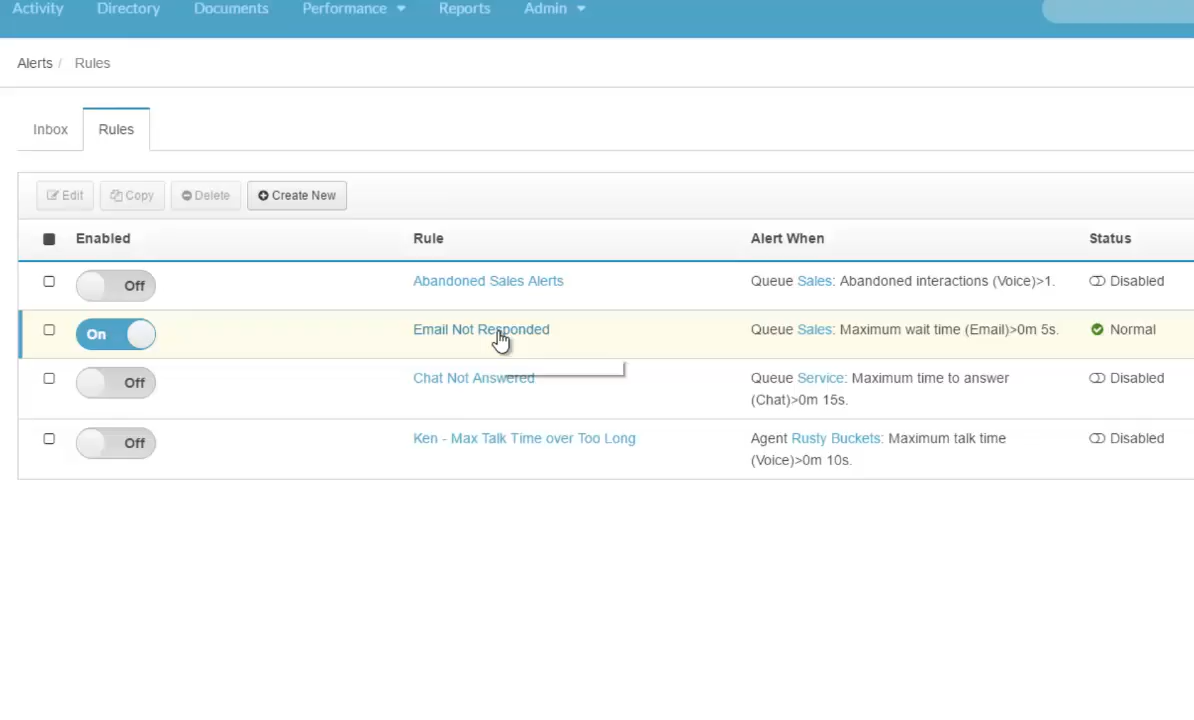 Activity Directory Documents Performance Reports Admin
Alerts / Rules
Inbox Rules
Edit Copy Delete Create New
Enabled Rule Alert When Status
Off Abandoned Sales Alerts Queue Sales: Abandoned interactions (Voice)>1. Disabled
On Email Not Responded Queue Sales: Maximum wait time (Email)>0m 5s. Normal
Off Chat Not Answered Queue Service: Maximum time to answer Disabled
(Chat)>0m 15s.
Off Ken - Max Talk Time over Too Long Agent Rusty Buckets: Maximum talk time Disabled
(Voice)>0m 10s.